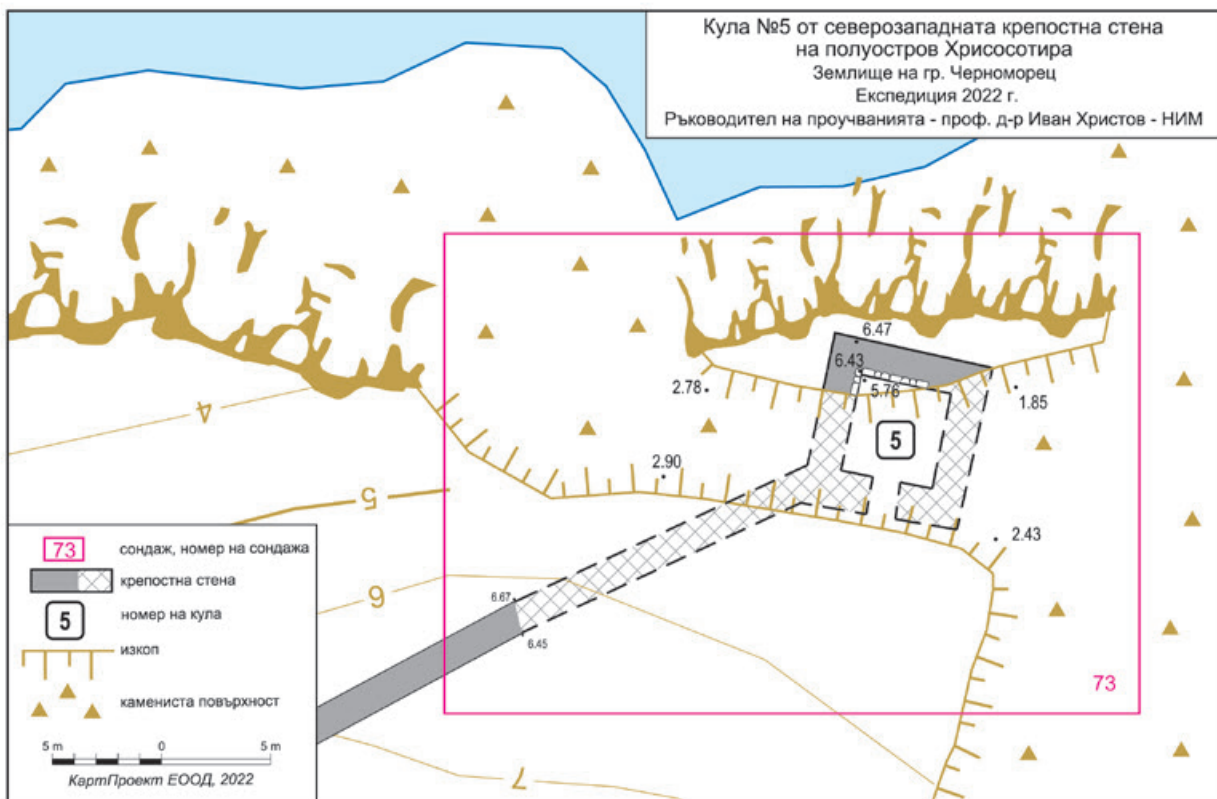 Кула №5 от северозападната крепостна стена
на полуостров Хрисосотира
Землище на гр. Черноморец
Експедиция 2022 г.
Ръководител на проучванията - проф. д-р Иван Христов - НИМ
6.47
6.43
5.76
2.78
1.85
4
5
2.90
5
2.43
6
6.67
6.45
73
7
73 сондаж, номер на сондажа
крепостна стена
5 номер на кула
изкоп
камениста повърхност
5 m 0 5 m
КартПроект ЕООД, 2022